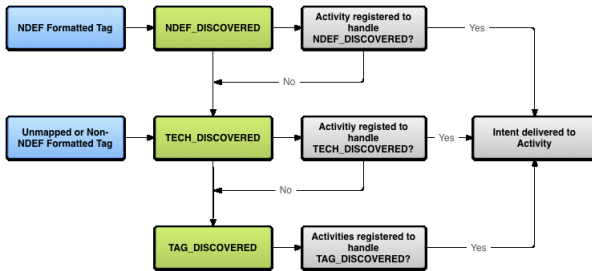 NDEF Formatted Tag
NDEF_DISCOVERED
Activity registered to
handle
NDEF_DISCOVERED?
Yes
No
Unmapped or Non-
NDEF Formatted Tag
TECH_DISCOVERED
Activitiy registed to
handle
TECH_DISCOVERED?
Yes
Intent delivered to
Activity
No
TAG_DISCOVERED
Activities registered to
handle
TAG_DISCOVERED?
Yes